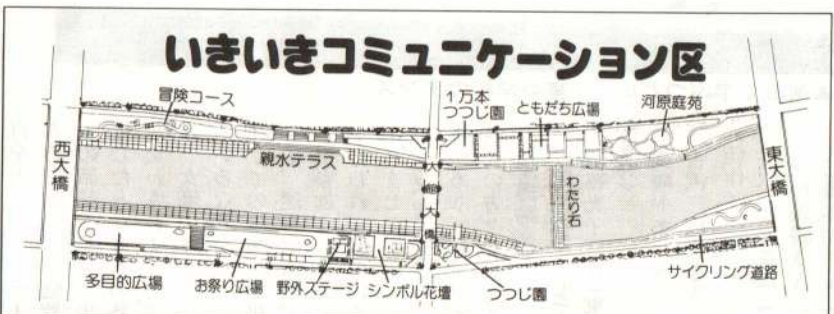 いきいきコミュニケーション区
冒険コース
1万本
つつじ園
ともだち広場
河原庭苑
西大橋
親水テラス
大館大橋
わたり石
東大橋
多目的広場
お祭り広場
野外ステージ
シンボル花壇
つつじ園
サイクリング道路